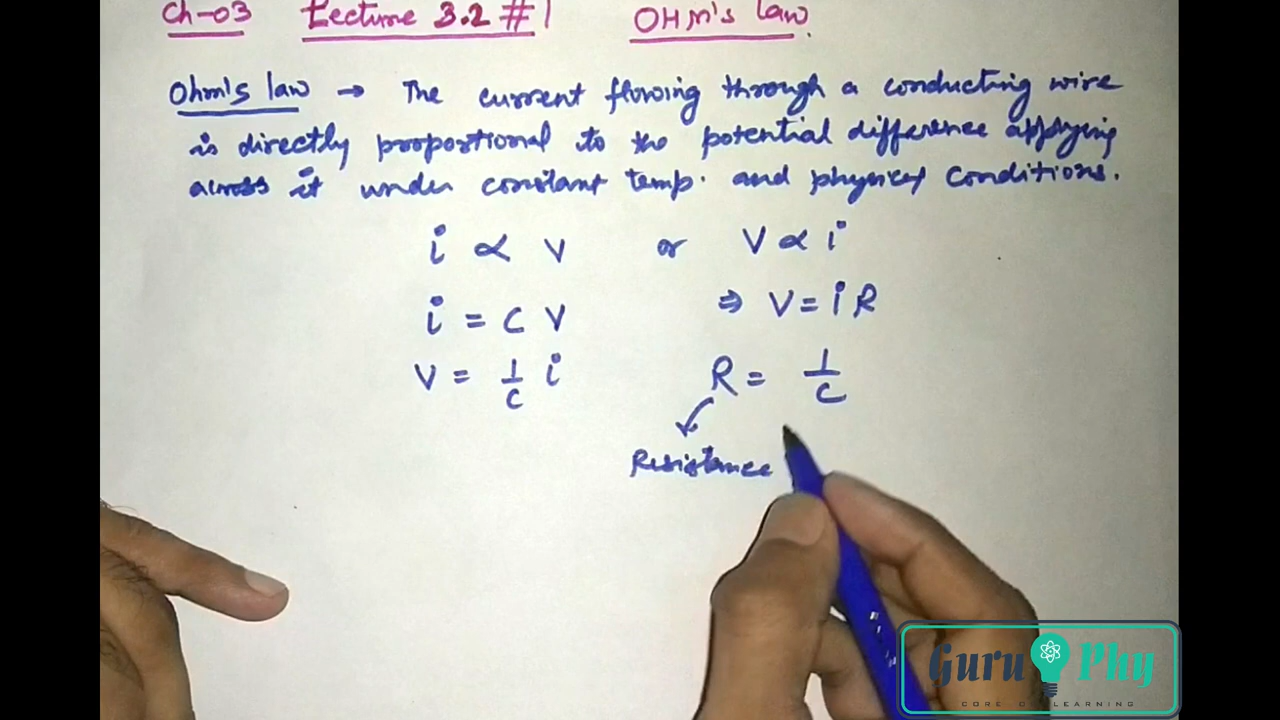 Ch-03 Lecture 3.2 #1 OHm's law.
Ohm's law → The current flowing through a conducting wire
is directly proportional to the potential difference applying
across it under constant temp. and physical conditions.
i ∝ V or V ∝ i
i = C V ⇒ V = i R
V = 1/C i R = 1/C
Resistance
Guru Phy
CORE OF LEARNING